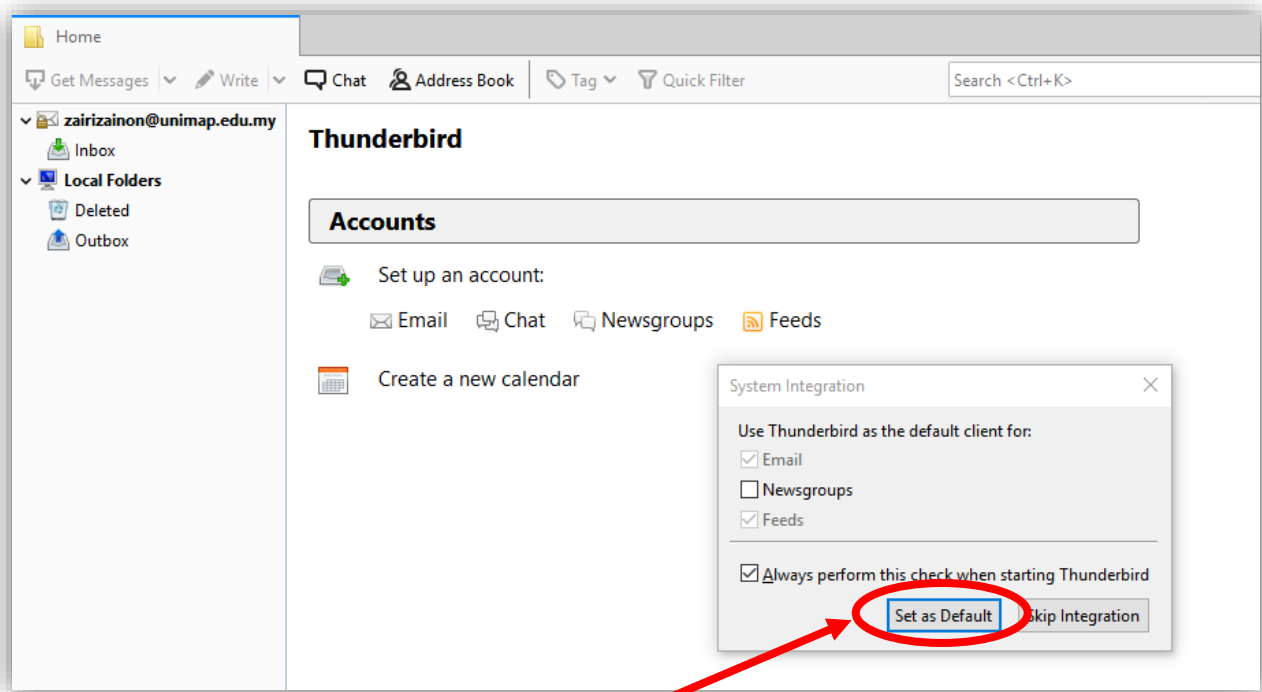 Home
Get Messages Write Chat Address Book Tag Quick Filter Search <Ctrl+K>
zairizainon@unimap.edu.my
Inbox
Local Folders
Deleted
Outbox
Thunderbird
Accounts
Set up an account:
Email Chat Newsgroups Feeds
Create a new calendar
System Integration
Use Thunderbird as the default client for:
Email
Newsgroups
Feeds
Always perform this check when starting Thunderbird
Set as Default Skip Integration